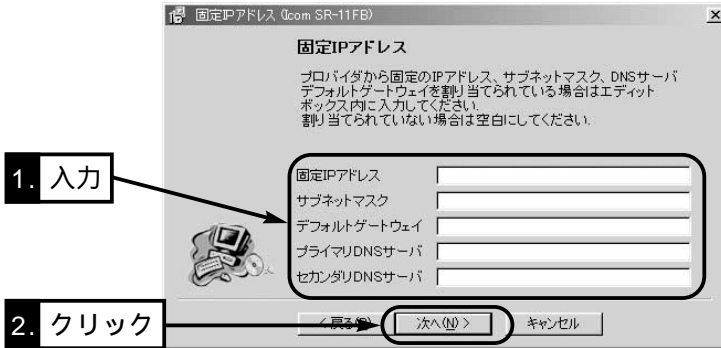 固定IPアドレス (Icom SR-11FB)
固定IPアドレス
プロバイダから固定のIPアドレス、サブネットマスク、DNSサーバ
デフォルトゲートウェイを割り当てられている場合はエディット
ボックス内に入力してください.
割り当てられていない場合は空白にしてください.
1. 入力
固定IPアドレス
サブネットマスク
デフォルトゲートウェイ
プライマリDNSサーバ
セカンダリDNSサーバ
2. クリック
< 戻る(B) 次へ(N) > キャンセル